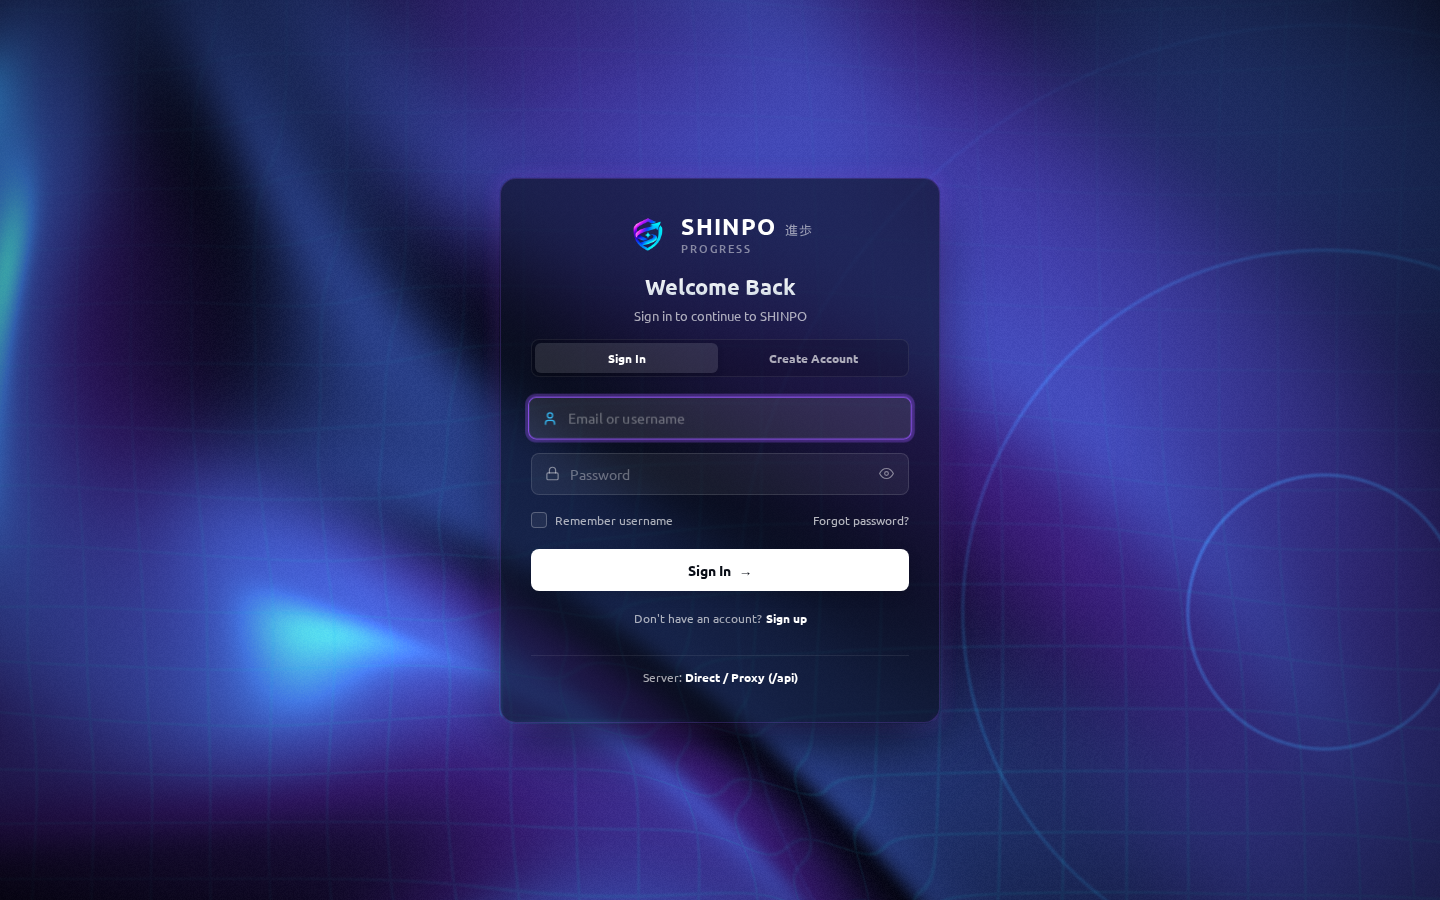 SHINPO 進歩
PROGRESS
Welcome Back
Sign in to continue to SHINPO
Sign In
Create Account
Email or username
Password
Remember username
Forgot password?
Sign In →
Don't have an account? Sign up
Server: Direct / Proxy (/api)